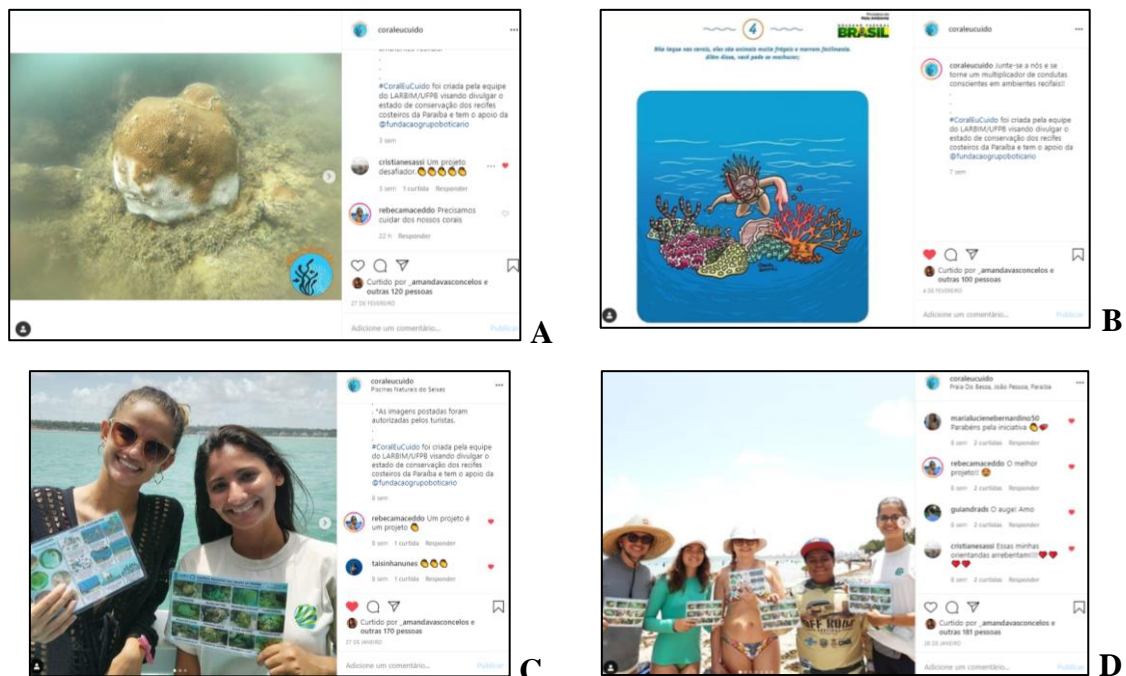 coraleucuido
#CoralEuCuido foi criada pela equipe
do LARBIM/UFPB visando divulgar o
estado de conservação dos recifes
costeiros da Paraíba e tem o apoio da
@fundacaogrupoboticario
3 sem
cristianesassi Um projeto
desafiador.
3 sem 1 curtida Responder
rebecamaceddo Precisamos
cuidar dos nossos corais
22 h Responder
Curtido por _amandavasconcelos e
outras 120 pessoas
27 DE FEVEREIRO
Adicione um comentário... Publicar
A
4
Ministério do
Meio Ambiente
GOVERNO FEDERAL
BRASIL
Não toque nos corais, eles são animais muito frágeis e morrem facilmente.
Além disso, você pode se machucar;
coraleucuido
coraleucuido Junte-se a nós e se
torne um multiplicador de condutas
conscientes em ambientes recifais!!
#CoralEuCuido foi criada pela equipe
do LARBIM/UFPB visando divulgar o
estado de conservação dos recifes
costeiros da Paraíba e tem o apoio da
@fundacaogrupoboticario
7 sem
Curtido por _amandavasconcelos e
outras 100 pessoas
4 DE FEVEREIRO
Adicione um comentário... Publicar
B
coraleucuido
Piscinas Naturais do Seixas
. *As imagens postadas foram
autorizadas pelos turistas.
#CoralEuCuido foi criada pela equipe
do LARBIM/UFPB visando divulgar o
estado de conservação dos recifes
costeiros da Paraíba e tem o apoio da
@fundacaogrupoboticario
8 sem
rebecamaceddo Um projeto é
um projeto
8 sem 1 curtida Responder
taisinhanunes
8 sem 1 curtida Responder
Curtido por _amandavasconcelos e
outras 170 pessoas
27 DE JANEIRO
Adicione um comentário... Publicar
C
coraleucuido
Praia Do Bessa, João Pessoa, Paraíba
marialucienebernardino50
Parabéns pela iniciativa
8 sem 2 curtidas Responder
rebecamaceddo O melhor
projeto!!
8 sem 2 curtidas Responder
guiandrads O auge! Amo
8 sem 2 curtidas Responder
cristianesassi Essas minhas
orientandas arrebentam!!!
8 sem 2 curtidas Responder
Curtido por _amandavasconcelos e
outras 181 pessoas
28 DE JANEIRO
Adicione um comentário... Publicar
D